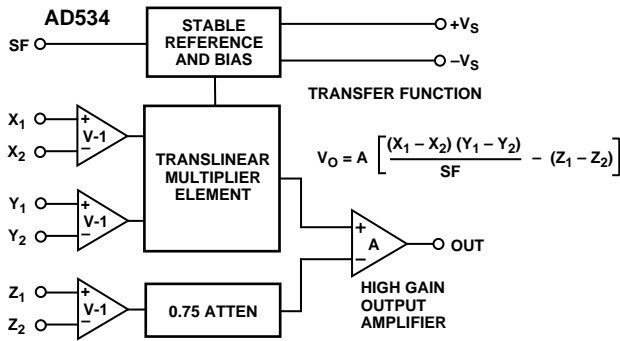 AD534
SF
STABLE
REFERENCE
AND BIAS
+VS
–VS
TRANSFER FUNCTION
X1
X2
+
–
V-1
TRANSLINEAR
MULTIPLIER
ELEMENT
VO = A [ (X1 – X2) (Y1 – Y2) / SF – (Z1 – Z2) ]
Y1
Y2
+
–
V-1
+
–
A
OUT
HIGH GAIN
OUTPUT
AMPLIFIER
Z1
Z2
+
–
V-1
0.75 ATTEN